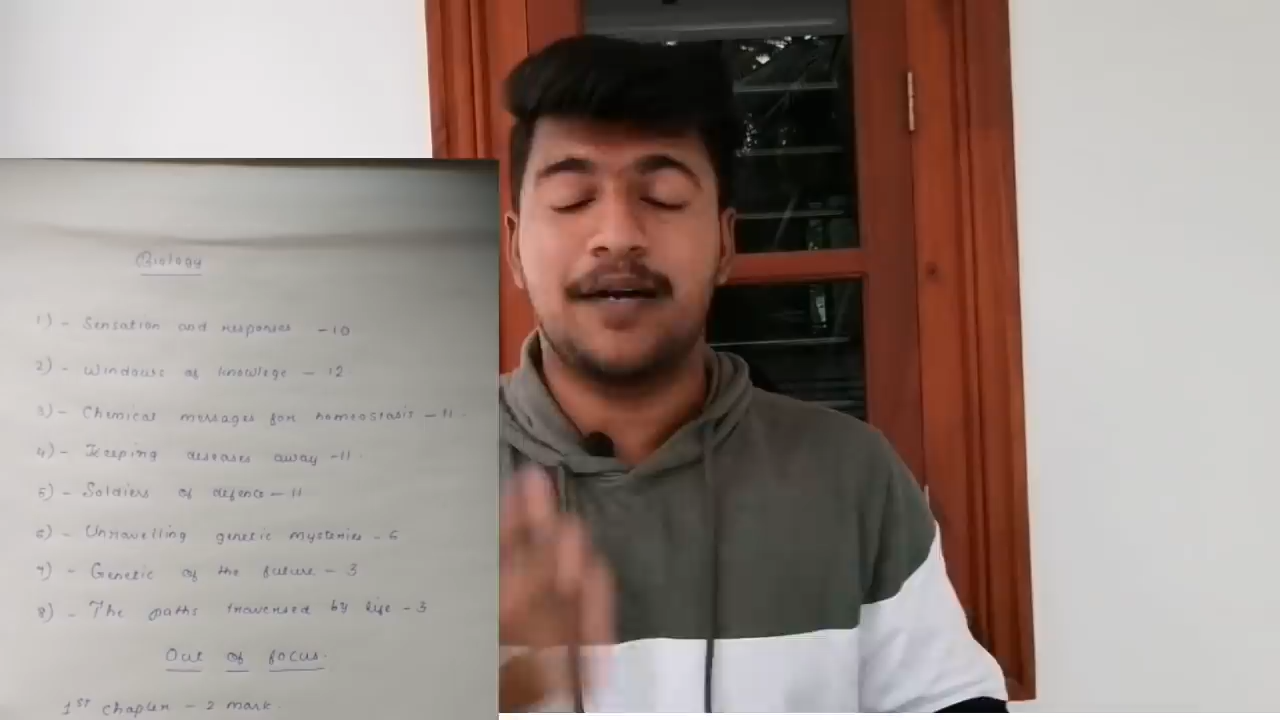 Biology
1) - Sensation and responses - 10
2) - Windows of knowlege - 12
3) - Chemical messages for homeostasis - 11.
4) - Keeping diseases away - 11.
5) - Soldiers of defence - 11
6) - Unravelling genetic mysteries - 6
7) - Genetic of the future - 3
8) - The paths traversed by life - 3
Out of focus.
1ST chapter - 2 mark.